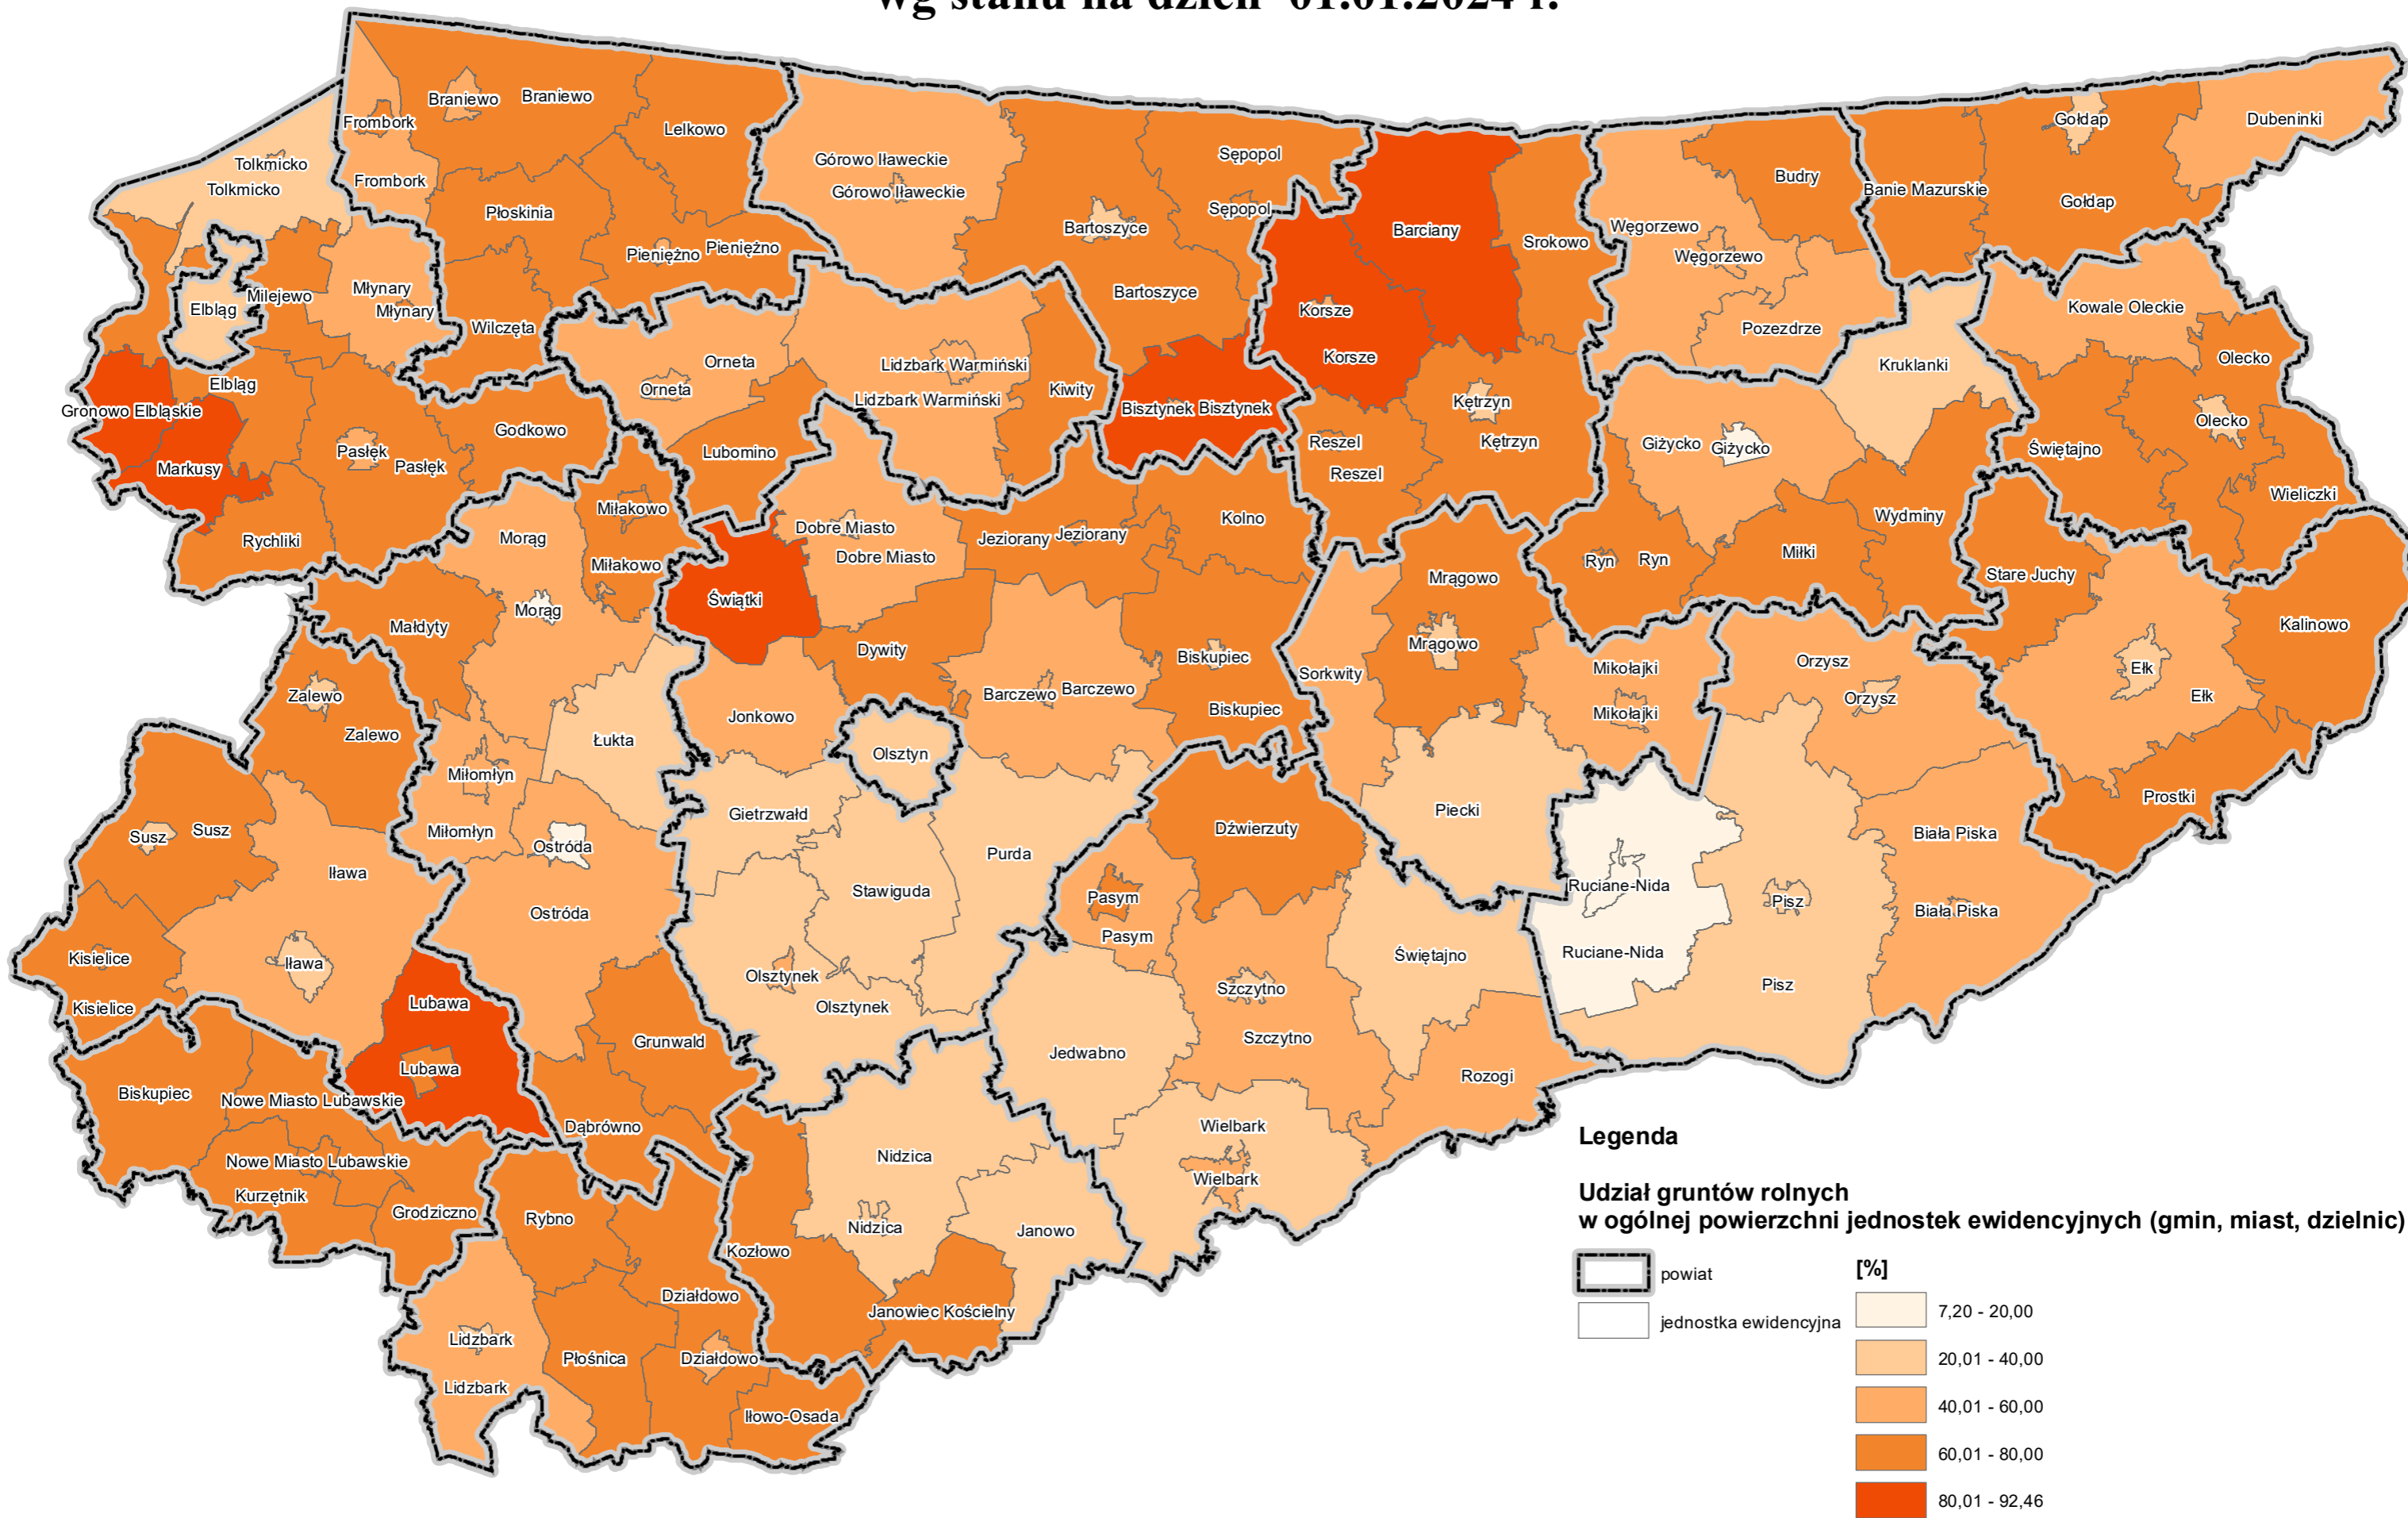 wg stanu na dzień 01.01.2024 r.
Braniewo
Braniewo
Frombork
Lelkowo
Gołdap
Dubeninki
Tolkmicko
Tolkmicko
Frombork
Górowo Iławeckie
Górowo Iławeckie
Sępopol
Sępopol
Budry
Banie Mazurskie
Gołdap
Płoskinia
Bartoszyce
Barciany
Srokowo
Węgorzewo
Węgorzewo
Pieniężno
Pieniężno
Młynary
Młynary
Milejewo
Elbląg
Bartoszyce
Korsze
Korsze
Pozezdrze
Kowale Oleckie
Wilczęta
Orneta
Orneta
Lidzbark Warmiński
Lidzbark Warmiński
Kiwity
Kruklanki
Olecko
Elbląg
Gronowo Elbląskie
Bisztynek
Bisztynek
Kętrzyn
Kętrzyn
Olecko
Godkowo
Pasłęk
Pasłęk
Lubomino
Reszel
Reszel
Giżycko
Giżycko
Świętajno
Markusy
Wieliczki
Miłakowo
Miłakowo
Kolno
Wydminy
Rychliki
Morąg
Morąg
Dobre Miasto
Dobre Miasto
Jeziorany
Jeziorany
Ryn
Ryn
Miłki
Stare Juchy
Mrągowo
Mrągowo
Świątki
Małdyty
Kalinowo
Dywity
Biskupiec
Biskupiec
Sorkwity
Mikołajki
Mikołajki
Orzysz
Orzysz
Ełk
Ełk
Zalewo
Zalewo
Barczewo
Barczewo
Jonkowo
Łukta
Olsztyn
Miłomłyn
Miłomłyn
Prostki
Gietrzwałd
Piecki
Susz
Susz
Dźwierzuty
Biała Piska
Biała Piska
Ostróda
Ostróda
Purda
Iława
Iława
Stawiguda
Ruciane-Nida
Ruciane-Nida
Pasym
Pasym
Pisz
Pisz
Kisielice
Kisielice
Olsztynek
Olsztynek
Świętajno
Szczytno
Szczytno
Lubawa
Lubawa
Grunwald
Jedwabno
Rozogi
Biskupiec
Nowe Miasto Lubawskie
Nowe Miasto Lubawskie
Dąbrówno
Wielbark
Wielbark
Nidzica
Nidzica
Kurzętnik
Grodziczno
Rybno
Janowo
Kozłowo
Działdowo
Działdowo
Janowiec Kościelny
Lidzbark
Lidzbark
Płośnica
Iłowo-Osada
Legenda
Udział gruntów rolnych
w ogólnej powierzchni jednostek ewidencyjnych (gmin, miast, dzielnic)
powiat
jednostka ewidencyjna
[%]
7,20 - 20,00
20,01 - 40,00
40,01 - 60,00
60,01 - 80,00
80,01 - 92,46